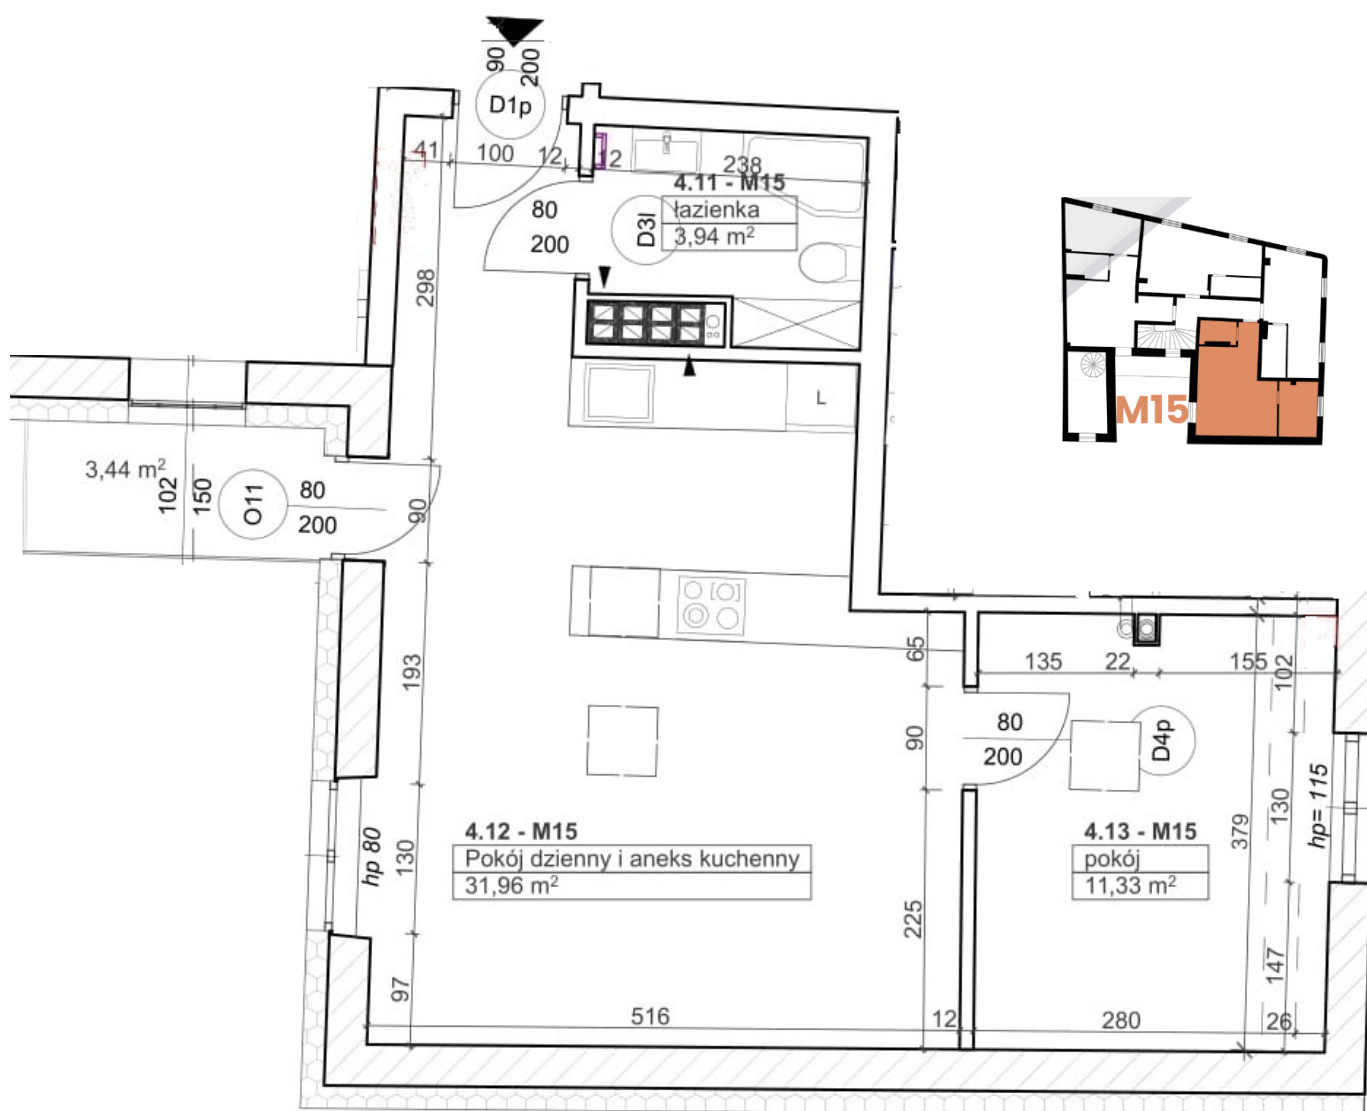 90
200
D1p
41
100
12
12
238
4.11 - M15
łazienka
3,94 m²
80
200
D3l
298
L
M15
3,44 m²
102
150
O11
80
200
90
193
65
135
22
155
102
90
80
200
D4p
130
hp 80
4.12 - M15
Pokój dzienny i aneks kuchenny
31,96 m²
4.13 - M15
pokój
11,33 m²
379
130
hp= 115
225
97
147
516
12
280
26